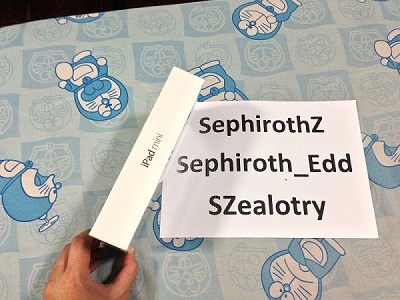 iPad mini
SephirothZ
Sephiroth_Edd
SZealotry